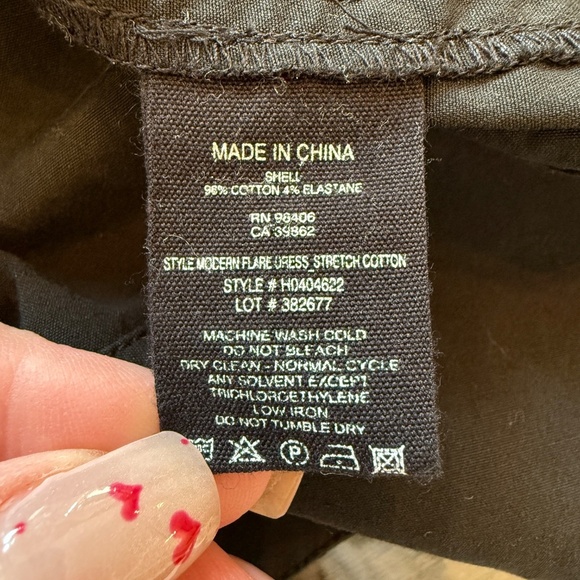 MADE IN CHINA
SHELL
96% COTTON 4% ELASTANE
RN 98406
CA 39862
STYLE MODERN FLARE DRESS_STRETCH COTTON
STYLE # H0404622
LOT # 382677
MACHINE WASH COLD
DO NOT BLEACH
DRY CLEAN - NORMAL CYCLE
ANY SOLVENT EXCEPT
TRICHLOROETHYLENE
LOW IRON
DO NOT TUMBLE DRY
P